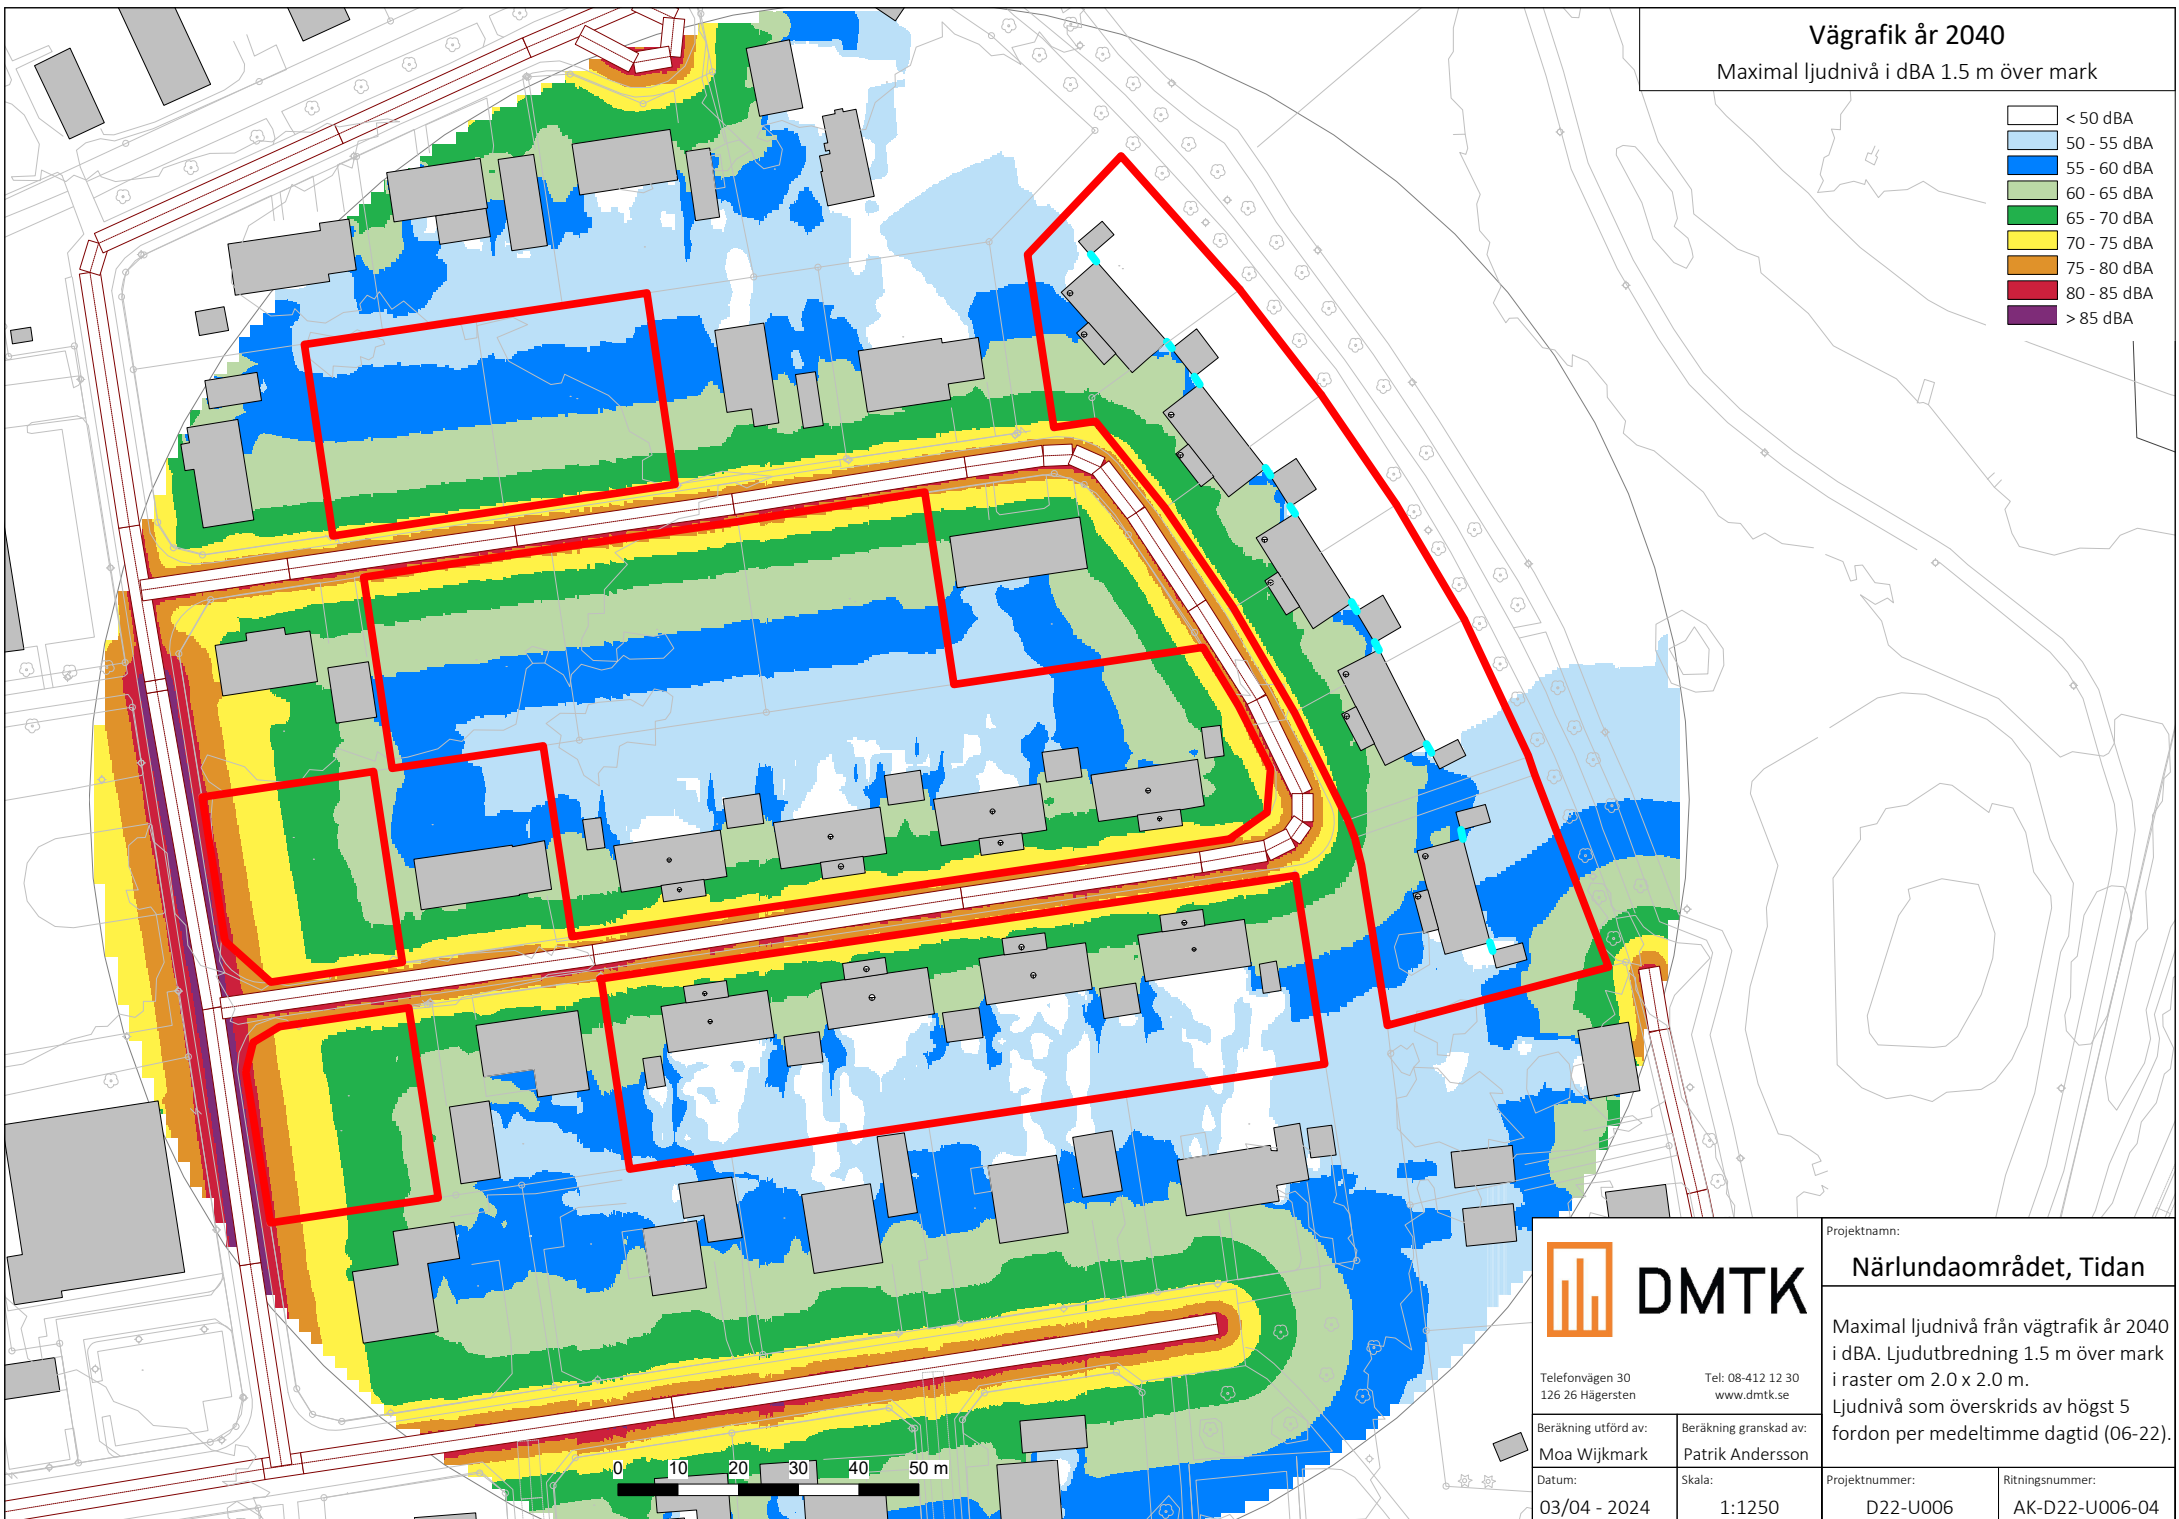 Vägrafik år 2040
Maximal ljudnivå i dBA 1.5 m över mark
< 50 dBA
50 - 55 dBA
55 - 60 dBA
60 - 65 dBA
65 - 70 dBA
70 - 75 dBA
75 - 80 dBA
80 - 85 dBA
> 85 dBA
0 10 20 30 40 50 m
DMTK
Telefonvägen 30
126 26 Hägersten
Tel: 08-412 12 30
www.dmtk.se
Projektnamn:
Närlundaområdet, Tidan
Maximal ljudnivå från vägtrafik år 2040
i dBA. Ljudutbredning 1.5 m över mark
i raster om 2.0 x 2.0 m.
Ljudnivå som överskrids av högst 5
fordon per medeltimme dagtid (06-22).
Beräkning utförd av:
Moa Wijkmark
Beräkning granskad av:
Patrik Andersson
Datum:
03/04 - 2024
Skala:
1:1250
Projektnummer:
D22-U006
Ritningsnummer:
AK-D22-U006-04